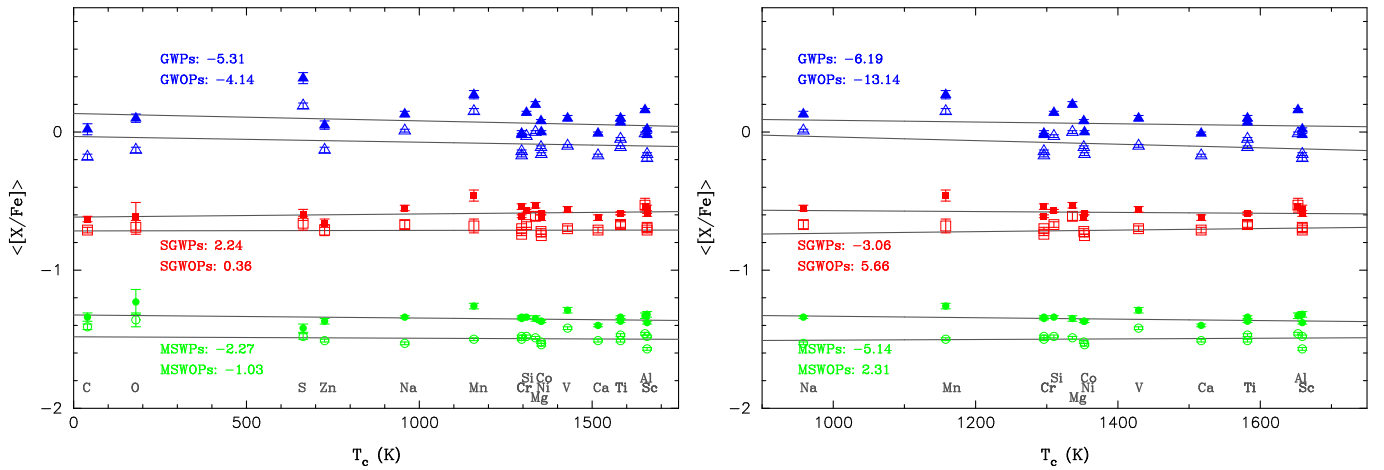 <[X/Fe]>
0
−1
−2
GWPs: −5.31
GWOPs: −4.14
SGWPs: 2.24
SGWOPs: 0.36
MSWPs: −2.27
MSWOPs: −1.03
C O S Zn Na Mn Cr Si Mg Co Ni V Ca Ti Al Sc
0 500 1000 1500
T_c (K)
<[X/Fe]>
0
−1
−2
GWPs: −6.19
GWOPs: −13.14
SGWPs: −3.06
SGWOPs: 5.66
MSWPs: −5.14
MSWOPs: 2.31
Na Mn Cr Si Mg Co Ni V Ca Ti Al Sc
1000 1200 1400 1600
T_c (K)